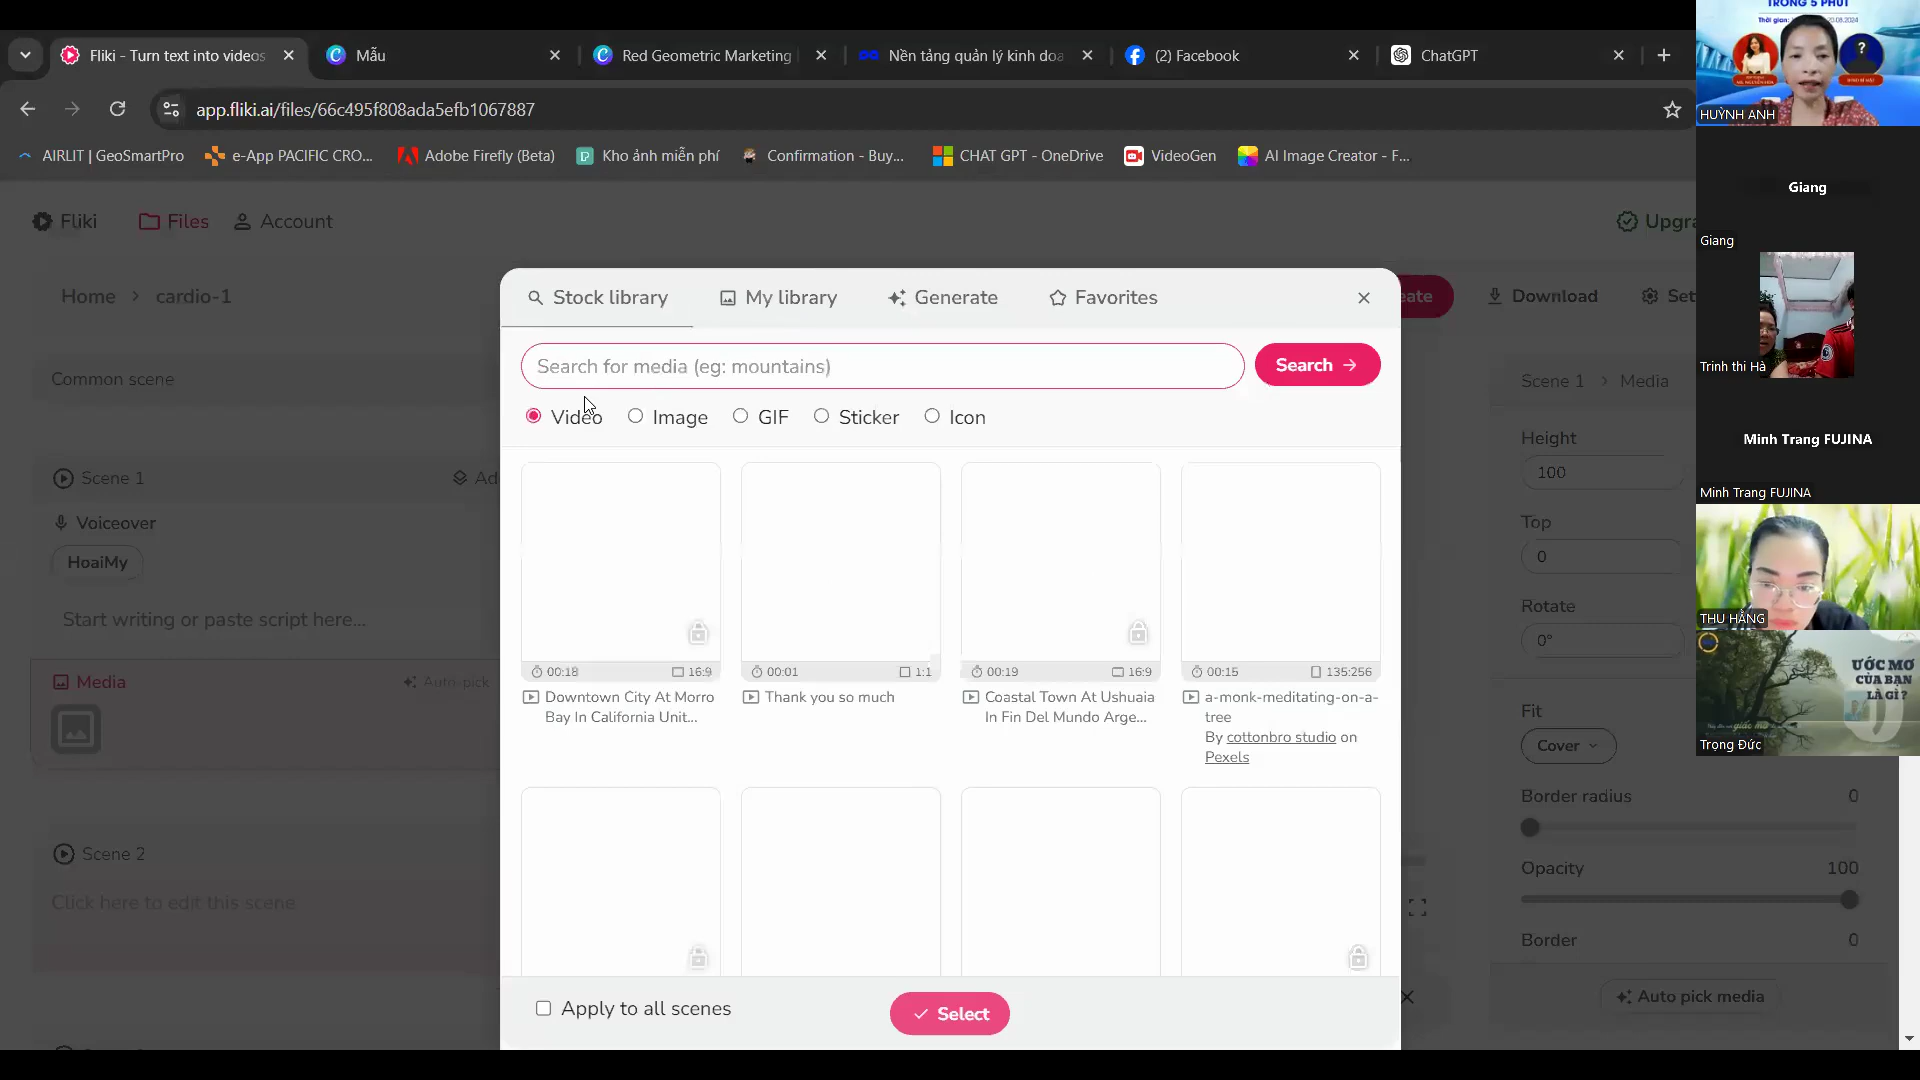 Fliki - Turn text into videos
Mẫu
Red Geometric Marketing
Nền tảng quản lý kinh doa
(2) Facebook
ChatGPT
app.fliki.ai/files/66c495f808ada5efb1067887
AIRLIT | GeoSmartPro
e-App PACIFIC CRO...
Adobe Firefly (Beta)
Kho ảnh miễn phí
Confirmation - Buy...
CHAT GPT - OneDrive
VideoGen
AI Image Creator - F...
Fliki
Files
Account
Upgra
Home > cardio-1
eate
Download
Set
Stock library
My library
Generate
Favorites
Search for media (eg: mountains)
Search
Video
Image
GIF
Sticker
Icon
Common scene
Scene 1
Ad
Voiceover
HoaiMy
Start writing or paste script here...
Media
Auto-pick
Scene 2
Click here to edit this scene
00:18
16:9
Downtown City At Morro
Bay In California Unit...
00:01
1:1
Thank you so much
00:19
16:9
Coastal Town At Ushuaia
In Fin Del Mundo Arge...
00:15
135:256
a-monk-meditating-on-a-
tree
By cottonbro studio on
Pexels
Apply to all scenes
Select
Scene 1 > Media
Height
100
Top
0
Rotate
0°
Fit
Cover
Border radius
0
Opacity
100
Border
0
Auto pick media
TRONG 5 PHÚT
HUỲNH ANH
Giang
Giang
Trinh thi Hà
Minh Trang FUJINA
Minh Trang FUJINA
THU HẰNG
ƯỚC MƠ
CỦA BẠN
LÀ GÌ ?
Trọng Đức